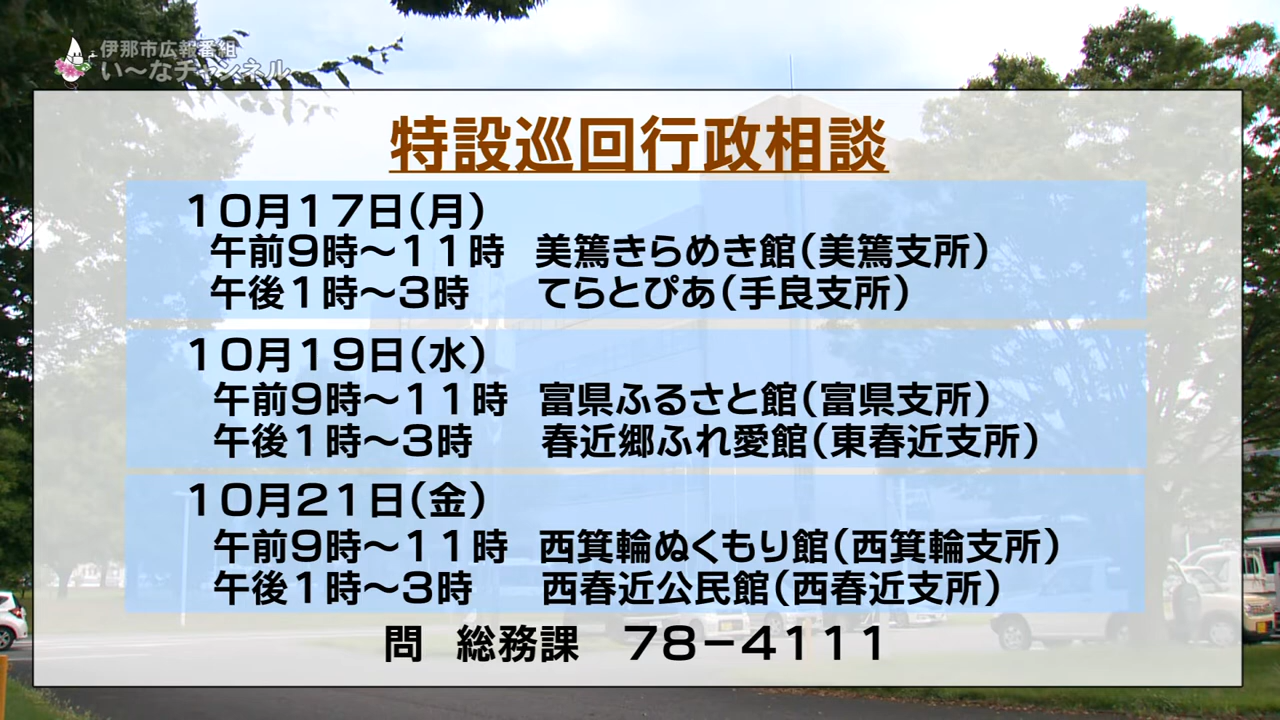 伊那市広報番組
い～なチャンネル
特設巡回行政相談
１０月１７日（月）
午前９時～１１時　美篶きらめき館（美篶支所）
午後１時～３時　てらとぴあ（手良支所）
１０月１９日（水）
午前９時～１１時　富県ふるさと館（富県支所）
午後１時～３時　春近郷ふれ愛館（東春近支所）
１０月２１日（金）
午前９時～１１時　西箕輪ぬくもり館（西箕輪支所）
午後１時～３時　西春近公民館（西春近支所）
問　総務課　７８－４１１１